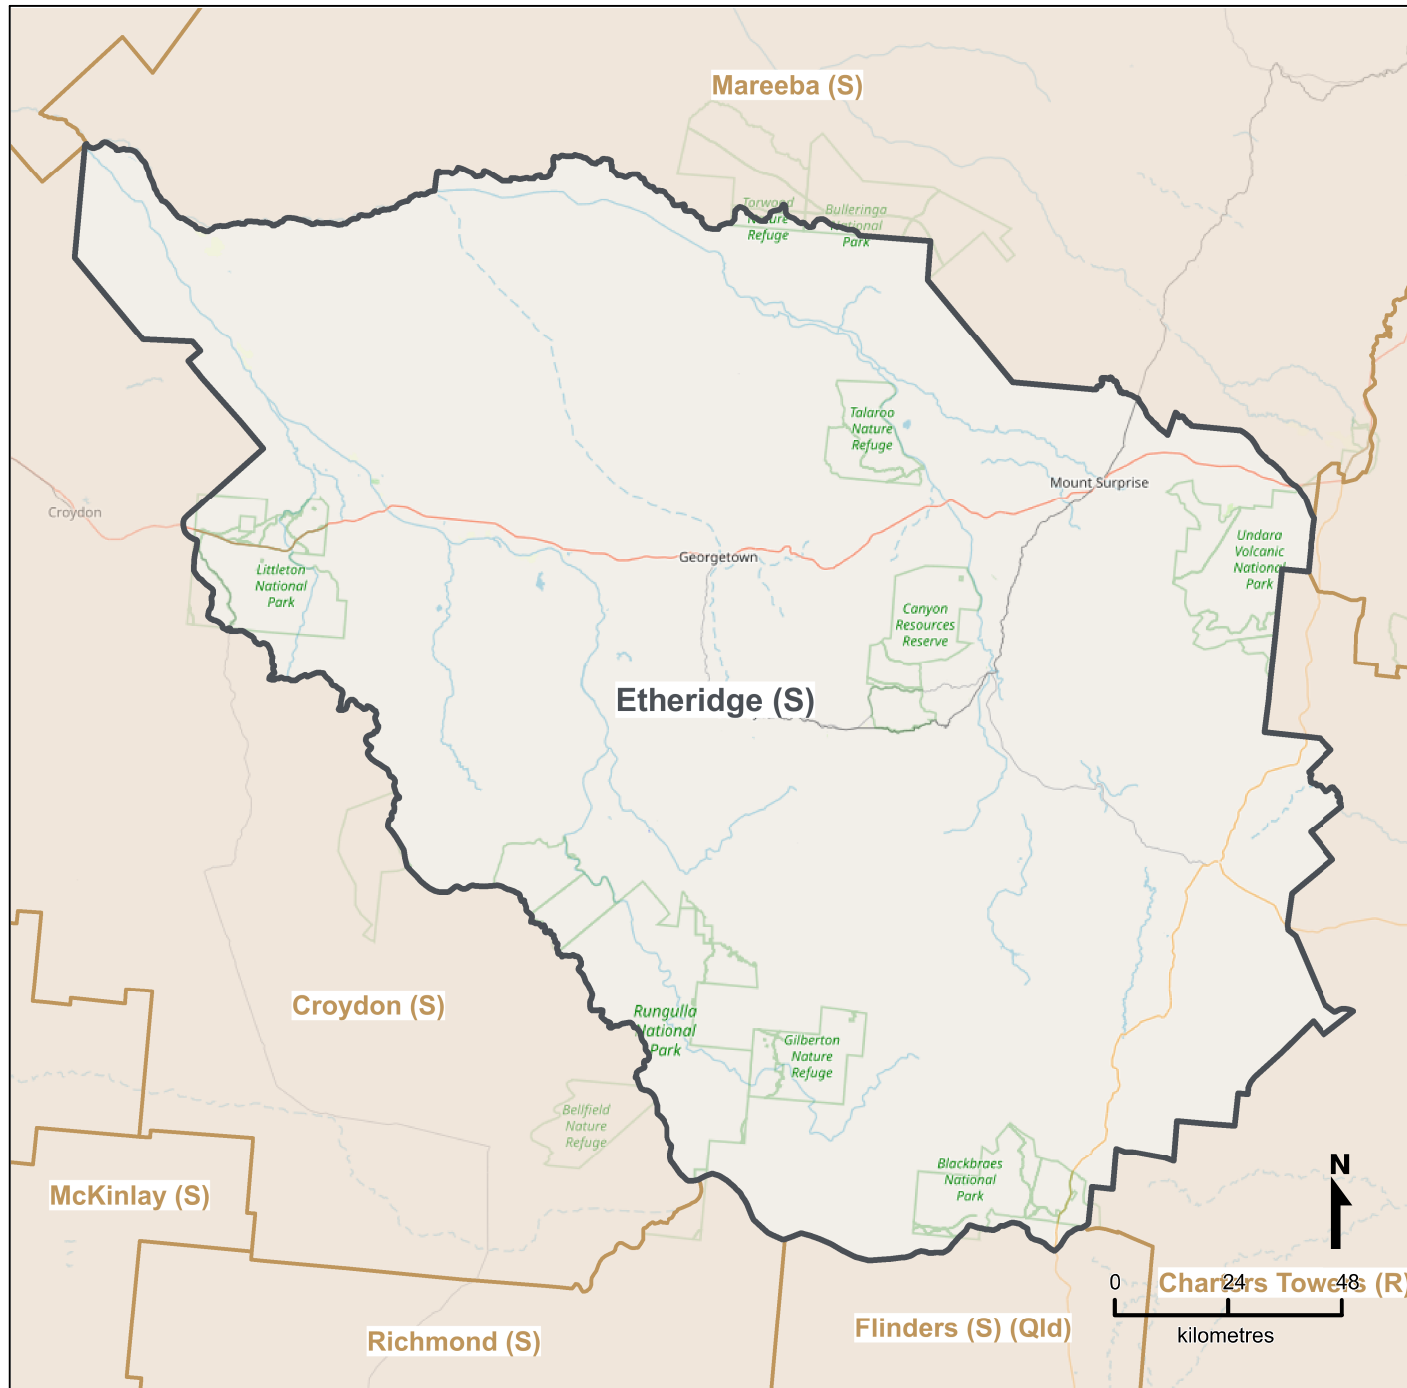 Mareeba (S)
Torwood
Nature
Refuge
Bulleringa
National
Park
Talaroo
Nature
Refuge
Mount Surprise
Croydon
Undara
Volcanic
National
Park
Georgetown
Littleton
National
Park
Canyon
Resources
Reserve
Etheridge (S)
Croydon (S)
Rungulla
National
Park
Gilberton
Nature
Refuge
Bellfield
Nature
Refuge
Blackbraes
National
Park
N
McKinlay (S)
0 24 48
Charters Towers (R)
kilometres
Flinders (S) (Qld)
Richmond (S)